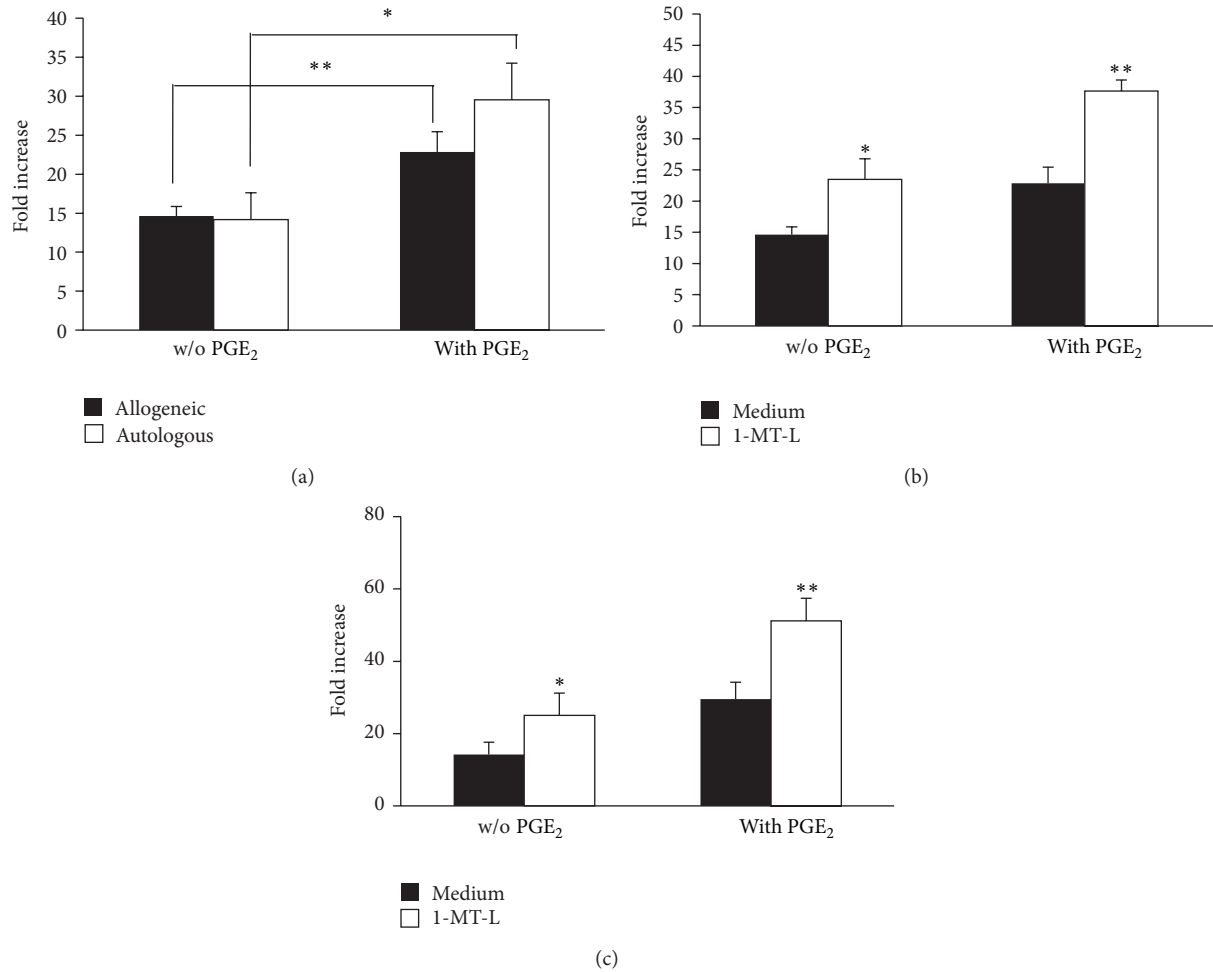 40
35
30
25
20
15
10
5
0
Fold increase
*
**
w/o PGE₂ With PGE₂
Allogeneic
Autologous
(a)
50
45
40
35
30
25
20
15
10
5
0
Fold increase
**
*
w/o PGE₂ With PGE₂
Medium
1-MT-L
(b)
80
60
40
20
0
Fold increase
**
*
w/o PGE₂ With PGE₂
Medium
1-MT-L
(c)